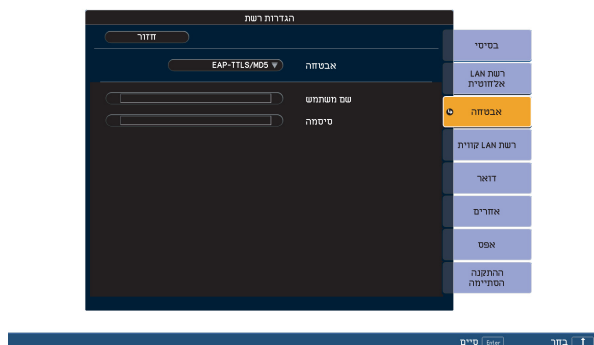 הגדרות רשת
חזור
אבטחה
EAP-TTLS/MD5
שם משתמש
סיסמה
בסיסי
רשת LAN
אלחוטית
אבטחה
רשת LAN קווית
דואר
אחרים
אפס
ההתקנה
הסתיימה
בחר
Enter סיים